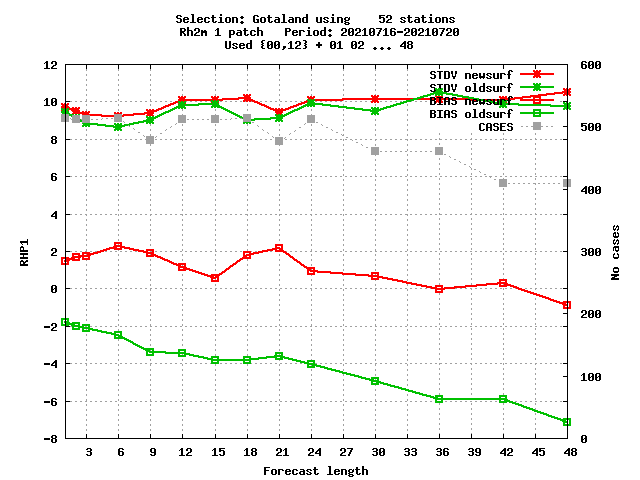 Selection: Gotaland using    52 stations
Rh2m 1 patch   Period: 20210716-20210720
Used {00,12} + 01 02 ... 48
12
10
8
6
4
2
0
-2
-4
-6
-8
RHP1
600
500
400
300
200
100
0
No cases
STDV newsurf
STDV oldsurf
BIAS newsurf
BIAS oldsurf
CASES
3 6 9 12 15 18 21 24 27 30 33 36 39 42 45 48
Forecast length